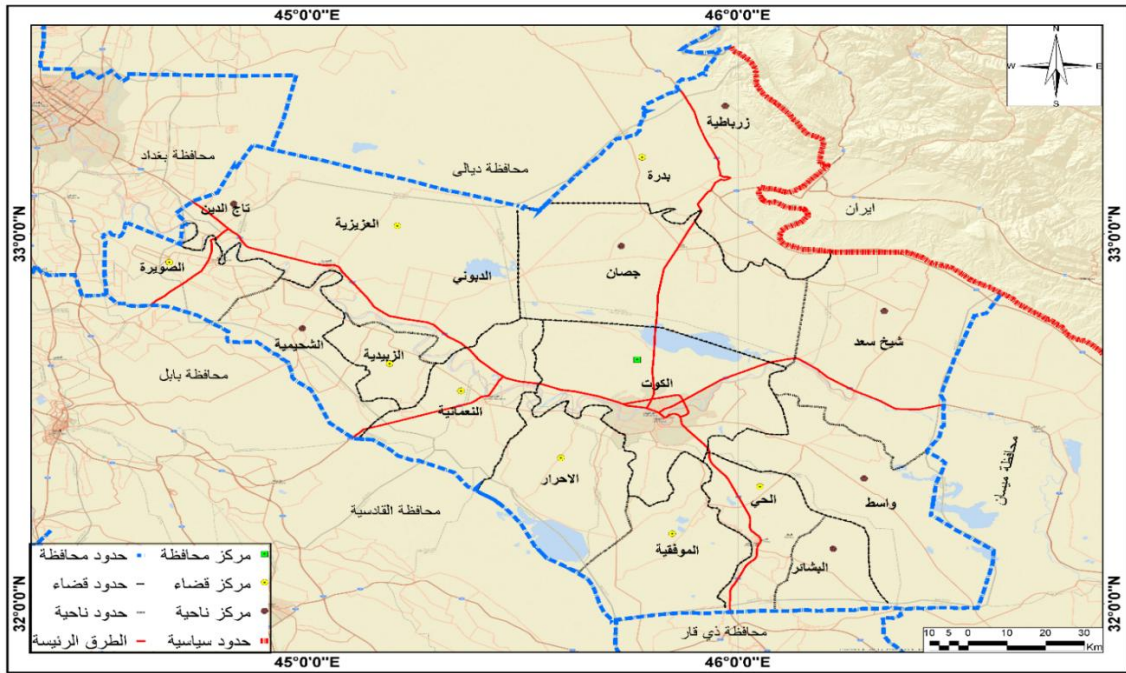 45°0'0"E
46°0'0"E
N
W
E
S
33°0'0"N
33°0'0"N
زرباطية
محافظة بغداد
بدرة
محافظة ديالى
ايران
تاج الدين
العزيزية
الصويرة
الدبوني
جصان
شيخ سعد
الشحيمية
الزبيدية
محافظة بابل
الكوت
النعمانية
محافظة ميسان
الاحرار
الحي
واسط
محافظة القادسية
الموفقية
البشائر
محافظة ذي قار
مركز محافظة
حدود محافظة
مركز قضاء
حدود قضاء
مركز ناحية
حدود ناحية
حدود سياسية
الطرق الرئيسة
32°0'0"N
32°0'0"N
10 5 0 10 20 30
Km
45°0'0"E
46°0'0"E